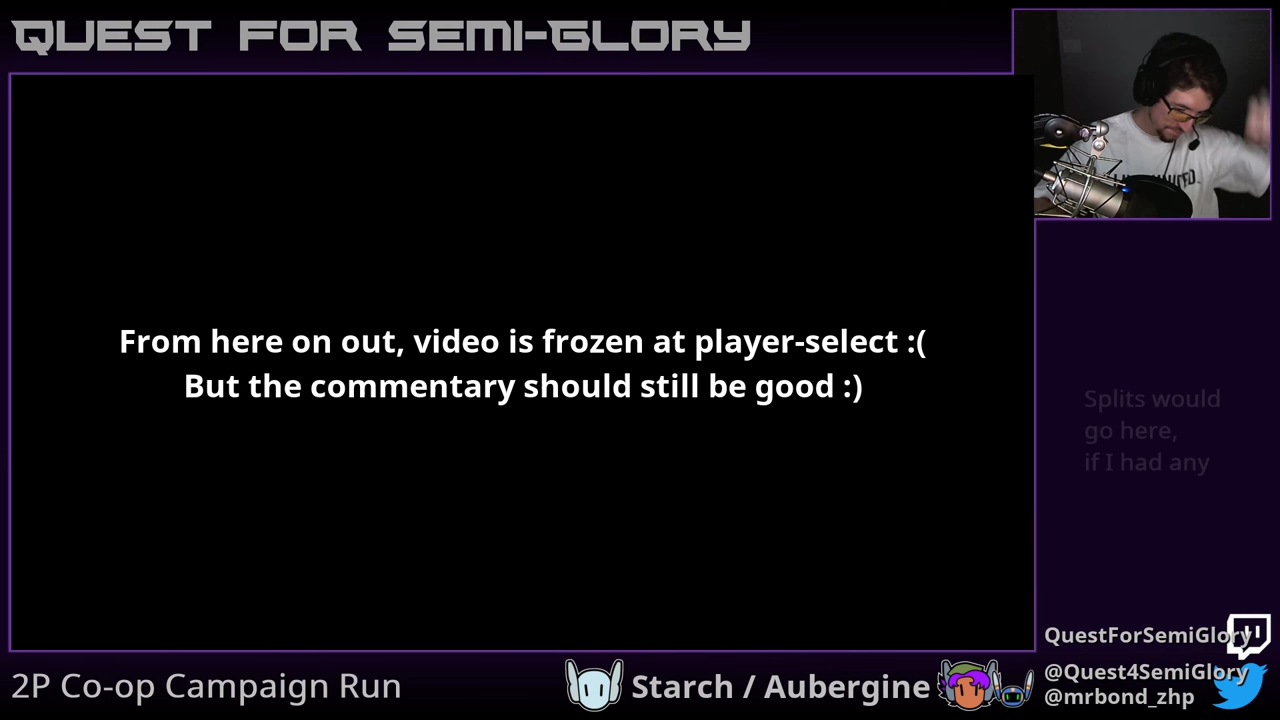 QUEST FOR SEMI-GLORY
From here on out, video is frozen at player-select :(
But the commentary should still be good :)
Splits would
go here,
if I had any
QuestForSemiGlory
@Quest4SemiGlory
@mrbond_zhp
2P Co-op Campaign Run
Starch / Aubergine